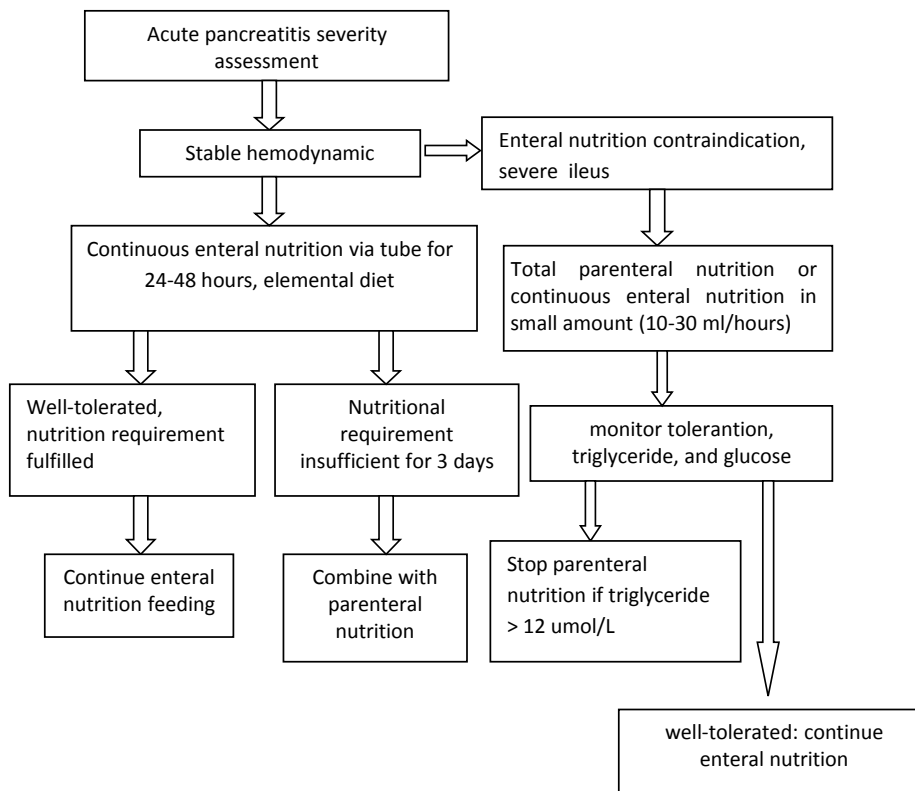 Acute pancreatitis severity
assessment
Stable hemodynamic
Enteral nutrition contraindication,
severe ileus
Continuous enteral nutrition via tube for
24-48 hours, elemental diet
Total parenteral nutrition or
continuous enteral nutrition in
small amount (10-30 ml/hours)
Well-tolerated,
nutrition requirement
fulfilled
Nutritional
requirement
insufficient for 3 days
monitor tolerantion,
triglyceride, and glucose
Continue enteral
nutrition feeding
Combine with
parenteral
nutrition
Stop parenteral
nutrition if triglyceride
> 12 umol/L
well-tolerated: continue
enteral nutrition